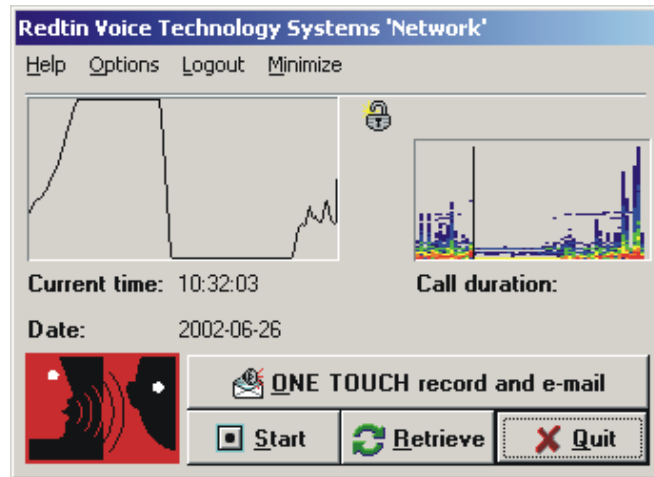 Redtin Voice Technology Systems 'Network'
Help Options Logout Minimize
Current time: 10:32:03 Call duration:
Date: 2002-06-26
ONE TOUCH record and e-mail
Start Retrieve Quit